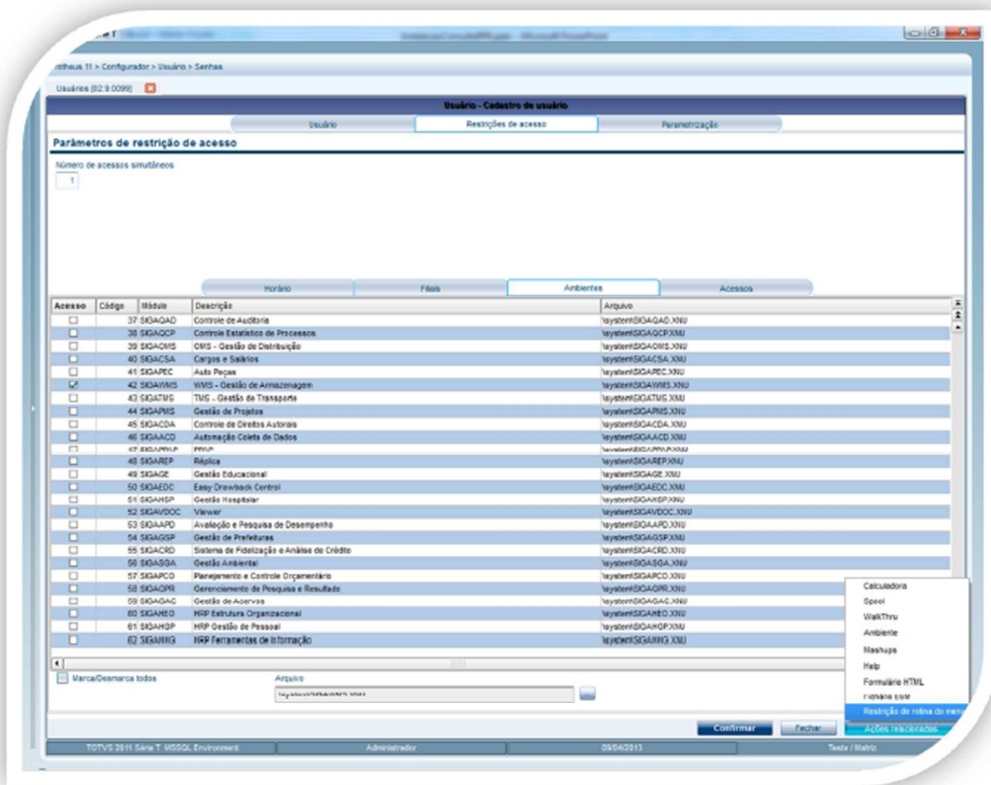 otheus 11 > Configurador > Usuário > Senhas
Usuários [02.9.0099]
Usuário - Cadastro de usuário
Usuário Restrições de acesso Parametrização
Parâmetros de restrição de acesso
Número de acessos simultâneos
1
Horário Filiais Ambientes Acessos
Acesso Código Módulo Descrição Arquivo
37 SIGAQAD Controle de Auditoria \system\SIGAQAD.XNU
38 SIGAQCP Controle Estatístico de Processos \system\SIGAQCP.XNU
39 SIGAOMS OMS - Gestão de Distribuição \system\SIGAOMS.XNU
40 SIGACSA Cargos e Salários \system\SIGACSA.XNU
41 SIGAPEC Auto Peças \system\SIGAPEC.XNU
42 SIGAWMS WMS - Gestão de Armazenagem \system\SIGAWMS.XNU
43 SIGATMS TMS - Gestão de Transporte \system\SIGATMS.XNU
44 SIGAPMS Gestão de Projetos \system\SIGAPMS.XNU
45 SIGACDA Controle de Direitos Autorais \system\SIGACDA.XNU
46 SIGAACD Automação Coleta de Dados \system\SIGAACD.XNU
47 SIGAPPAP PPAP \system\SIGAPPAP.XNU
48 SIGAREP Réplica \system\SIGAREP.XNU
49 SIGAGE Gestão Educacional \system\SIGAGE.XNU
50 SIGAEDC Easy Drawback Control \system\SIGAEDC.XNU
51 SIGAHSP Gestão Hospitalar \system\SIGAHSP.XNU
52 SIGAVDOC Viewer \system\SIGAVDOC.XNU
53 SIGAAPD Avaliação e Pesquisa de Desempenho \system\SIGAAPD.XNU
54 SIGAGSP Gestão de Prefeituras \system\SIGAGSP.XNU
55 SIGACRD Sistema de Fidelização e Análise de Crédito \system\SIGACRD.XNU
56 SIGASGA Gestão Ambiental \system\SIGASGA.XNU
57 SIGAPCO Planejamento e Controle Orçamentário \system\SIGAPCO.XNU
58 SIGAGPR Gerenciamento de Pesquisa e Resultado \system\SIGAGPR.XNU
59 SIGAGAC Gestão de Acervos \system\SIGAGAC.XNU
60 SIGAHEO HRP Estrutura Organizacional \system\SIGAHEO.XNU
61 SIGAHGP HRP Gestão de Pessoal \system\SIGAHGP.XNU
62 SIGAHHG HRP Ferramentas de Informação \system\SIGAHHG.XNU
Calculadora
Spool
WalkThru
Ambiente
Mashups
Help
Formulário HTML
Restrição de rotina do menu
Marca/Desmarca todos Arquivo
\system\SIGAWMS.XNU
Confirmar Fechar Ações relacionadas
TOTVS 2011 Série T MSSQL Environment Administrador 09/04/2013 Teste / Matriz